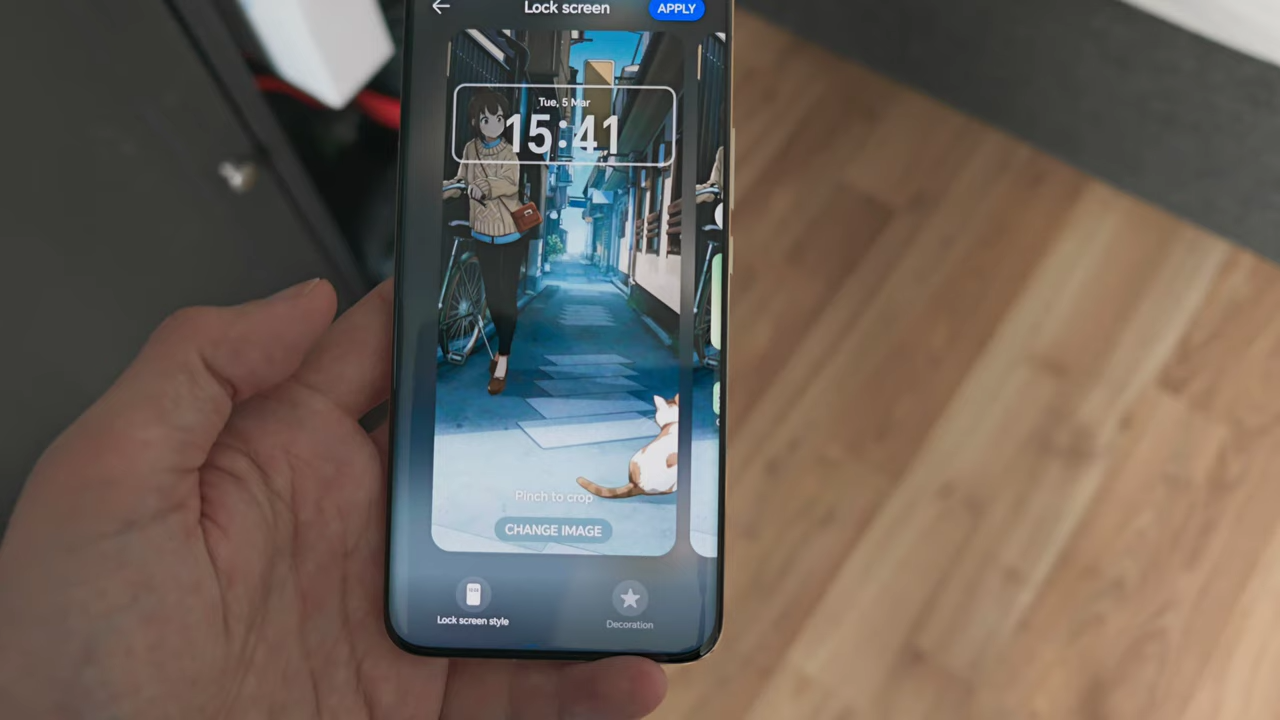 Lock screen
APPLY
Tue, 5 Mar
15:41
Pinch to crop
CHANGE IMAGE
Lock screen style
Decoration